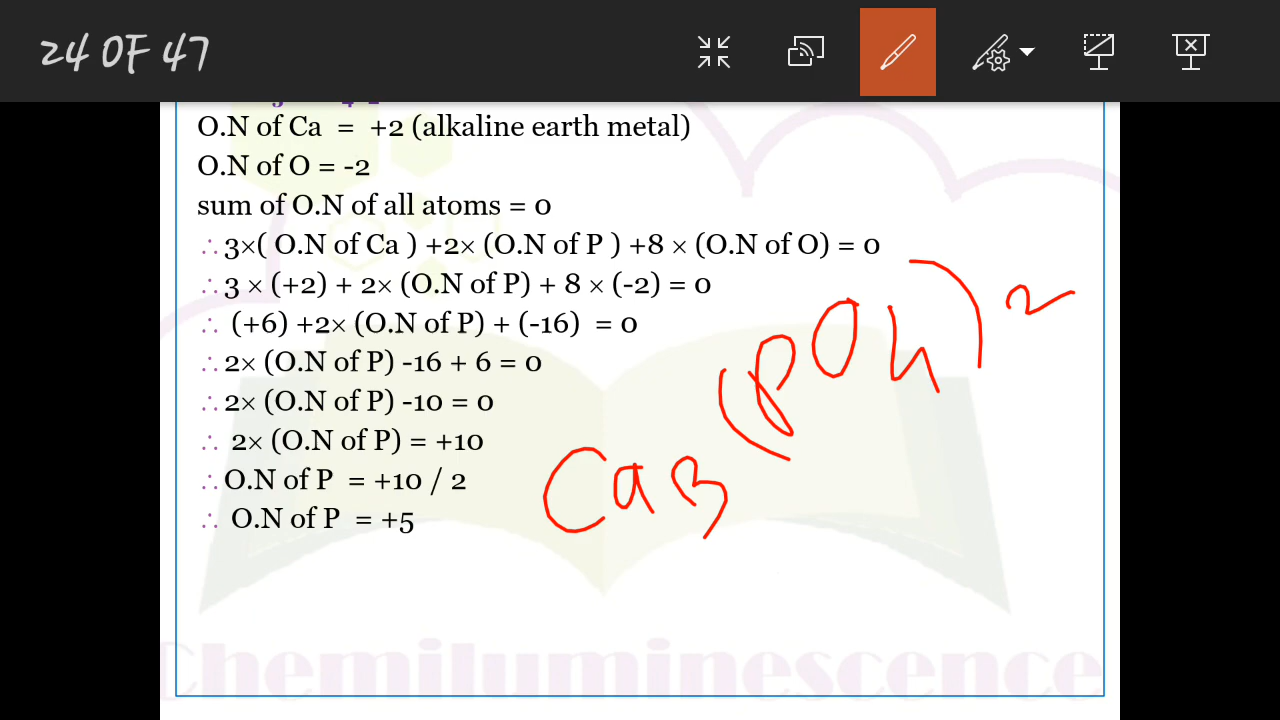 24 OF 47
O.N of Ca = +2 (alkaline earth metal)
O.N of O = -2
sum of O.N of all atoms = 0
∴ 3×( O.N of Ca ) +2× (O.N of P ) +8 × (O.N of O) = 0
∴ 3 × (+2) + 2× (O.N of P) + 8 × (-2) = 0
∴ (+6) +2× (O.N of P) + (-16) = 0
∴ 2× (O.N of P) -16 + 6 = 0
∴ 2× (O.N of P) -10 = 0
∴ 2× (O.N of P) = +10
∴ O.N of P = +10 / 2
∴ O.N of P = +5
Ca3 (PO4)2
Chemiluminescence